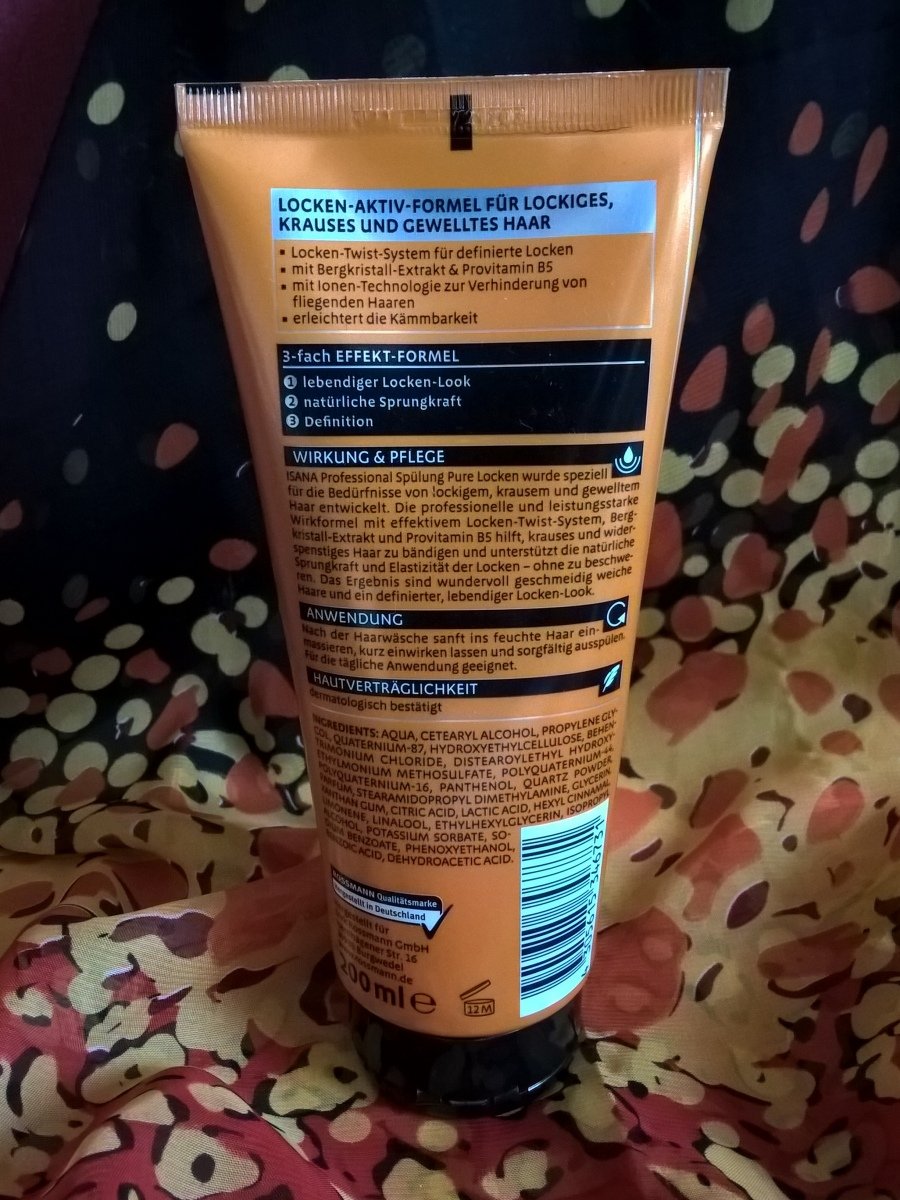 LOCKEN-AKTIV-FORMEL FÜR LOCKIGES,
KRAUSES UND GEWELLTES HAAR
▪ Locken-Twist-System für definierte Locken
▪ mit Bergkristall-Extrakt & Provitamin B5
▪ mit Ionen-Technologie zur Verhinderung von
fliegenden Haaren
▪ erleichtert die Kämmbarkeit
3-fach EFFEKT-FORMEL
1 lebendiger Locken-Look
2 natürliche Sprungkraft
3 Definition
WIRKUNG & PFLEGE
ISANA Professional Spülung Pure Locken wurde speziell
für die Bedürfnisse von lockigem, krausem und gewelltem
Haar entwickelt. Die professionelle und leistungsstarke
Wirkformel mit effektivem Locken-Twist-System, Berg-
kristall-Extrakt und Provitamin B5 hilft, krauses und wider-
spenstiges Haar zu bändigen und unterstützt die natürliche
Sprungkraft und Elastizität der Locken – ohne zu beschwe-
ren. Das Ergebnis sind wundervoll geschmeidig weiche
Haare und ein definierter, lebendiger Locken-Look.
ANWENDUNG
Nach der Haarwäsche sanft ins feuchte Haar ein-
massieren, kurz einwirken lassen und sorgfältig ausspülen.
Für die tägliche Anwendung geeignet.
HAUTVERTRÄGLICHKEIT
dermatologisch bestätigt
INGREDIENTS: AQUA, CETEARYL ALCOHOL, PROPYLENE GLY-
COL, QUATERNIUM-87, HYDROXYETHYLCELLULOSE, BEHEN-
TRIMONIUM CHLORIDE, DISTEAROYLETHYL HYDROXY-
ETHYLMONIUM METHOSULFATE, POLYQUATERNIUM-44,
POLYQUATERNIUM-16, PANTHENOL, QUARTZ POWDER,
PARFUM, STEARAMIDOPROPYL DIMETHYLAMINE, GLYCERIN,
XANTHAN GUM, CITRIC ACID, LACTIC ACID, HEXYL CINNAMAL,
LIMONENE, LINALOOL, ETHYLHEXYLGLYCERIN, ISOPROPYL
ALCOHOL, POTASSIUM SORBATE, SO-
DIUM BENZOATE, PHENOXYETHANOL,
BENZOIC ACID, DEHYDROACETIC ACID.
ROSSMANN Qualitätsmarke
Hergestellt in Deutschland
für
Rossmann GmbH
Str. 16
Burgwedel
rossmann.de
200 ml e
12 M